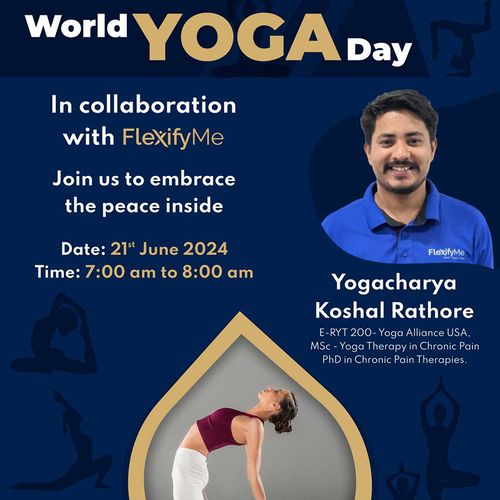 World YOGA Day
In collaboration
with FlexifyMe
Join us to embrace
the peace inside
Date: 21st June 2024
Time: 7:00 am to 8:00 am
FlexifyMe
Yogacharya
Koshal Rathore
E-RYT 200- Yoga Alliance USA,
MSc - Yoga Therapy in Chronic Pain
PhD in Chronic Pain Therapies.